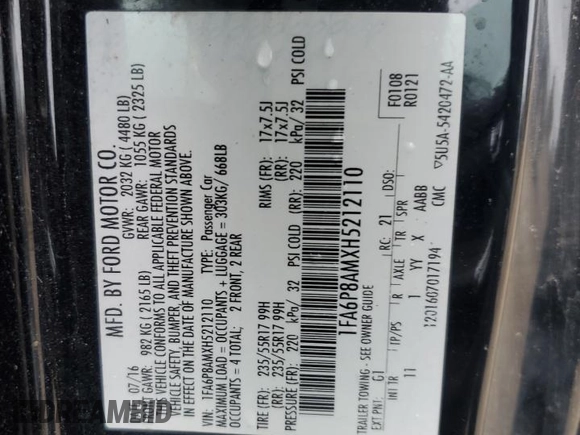 MFD. BY FORD MOTOR CO.
07/16 GVWR: 2032 KG ( 4480 LB)
FRONT GAWR: 982 KG ( 2165 LB) REAR GAWR: 1055 KG ( 2325 LB)
THIS VEHICLE CONFORMS TO ALL APPLICABLE FEDERAL MOTOR
VEHICLE SAFETY, BUMPER, AND THEFT PREVENTION STANDARDS
IN EFFECT ON THE DATE OF MANUFACTURE SHOWN ABOVE
VIN: 1FA6P8AMXH5212110 TYPE: Passenger Car
MAXIMUM LOAD = OCCUPANTS + LUGGAGE = 303KG/ 668LB
OCCUPANTS = 4 TOTAL: 2 FRONT, 2 REAR
TIRE (FR): 235/55R17 99H RIMS (FR): 17x7.5J
(RR): 235/55R17 99H (RR): 17x7.5J
PRESSURE (FR): 220 kPa/ 32 PSI COLD (RR): 220 kPa/ 32 PSI COLD
1FA6P8AMXH5212110
F0108
R0121
TRAILER TOWING - SEE OWNER GUIDE
EXT PNT: G1 RC: 21 DSO:
INT TR TP/PS R AXLE TR SPR
11 1 YY X AABB
1201607017194 CMC ▽5U5A-5420472-AA
DREAMBID